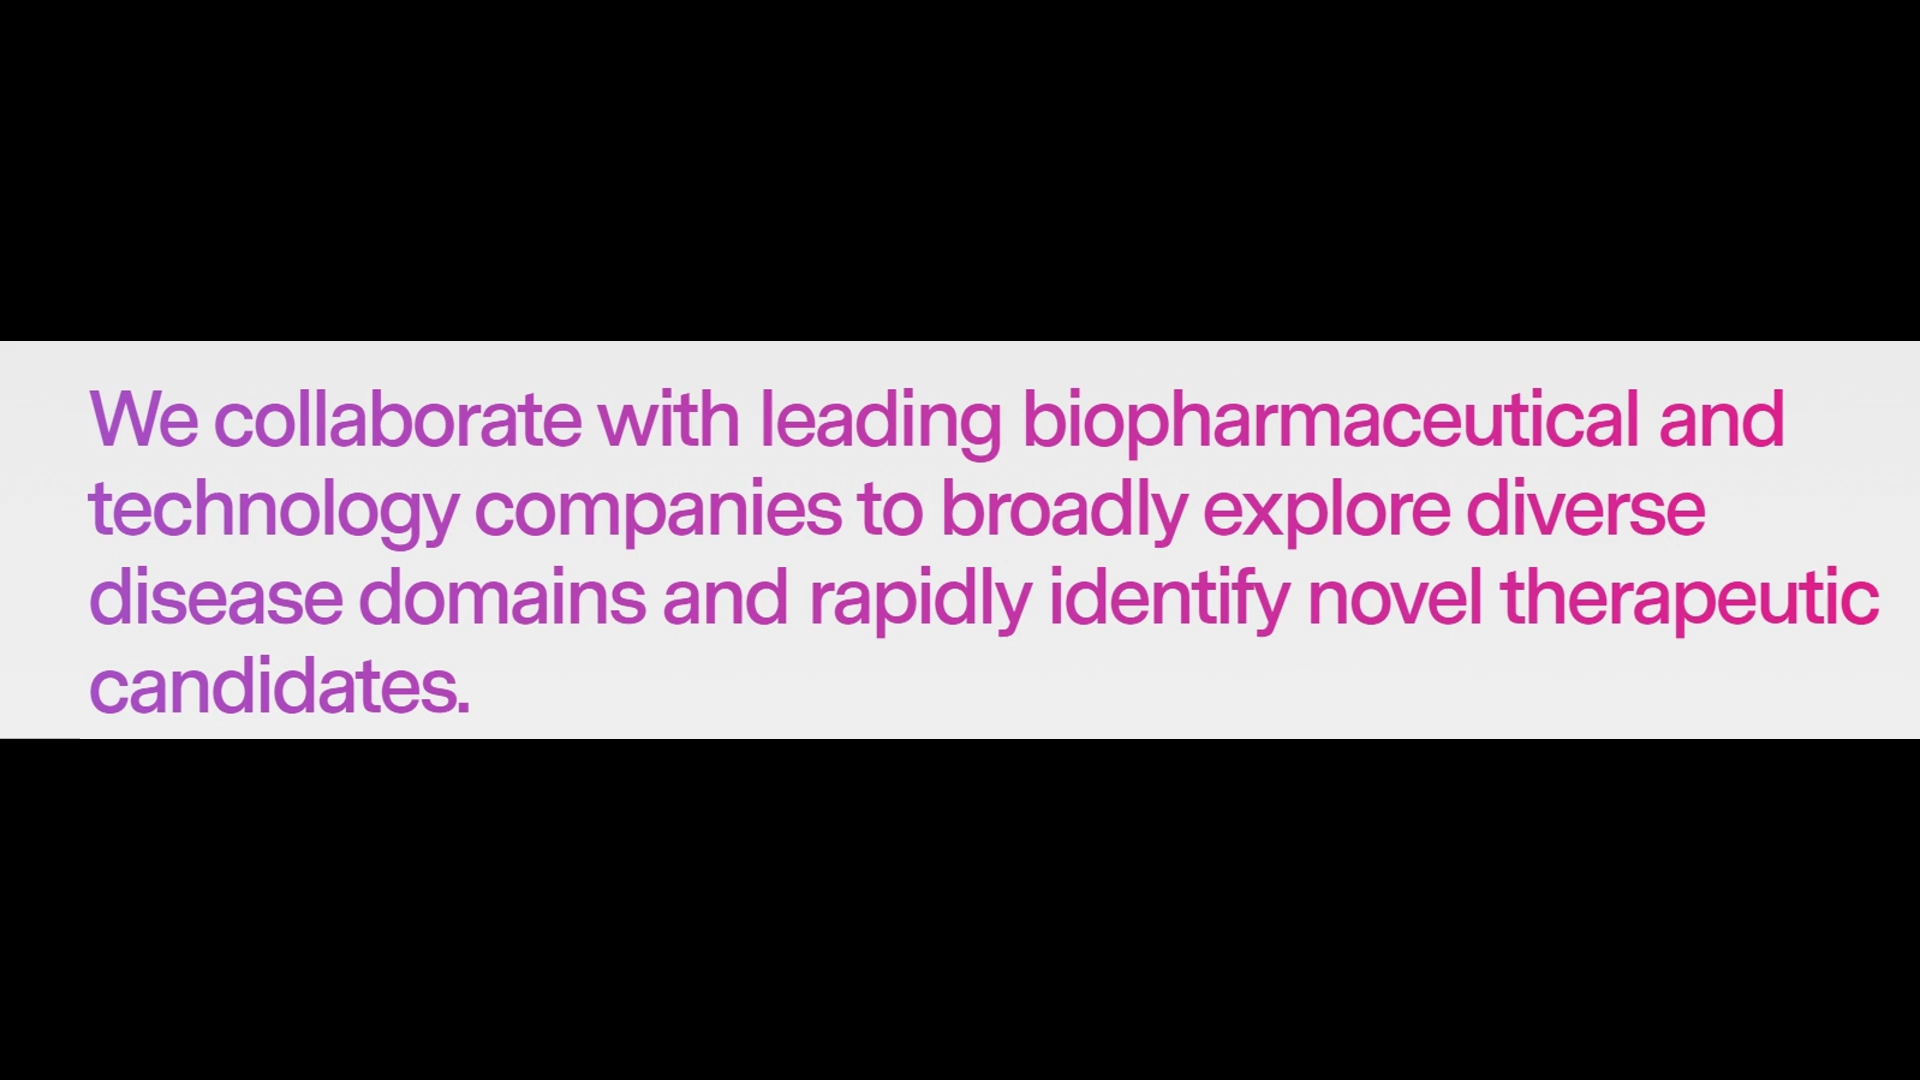 We collaborate with leading biopharmaceutical and
technology companies to broadly explore diverse
disease domains and rapidly identify novel therapeutic
candidates.